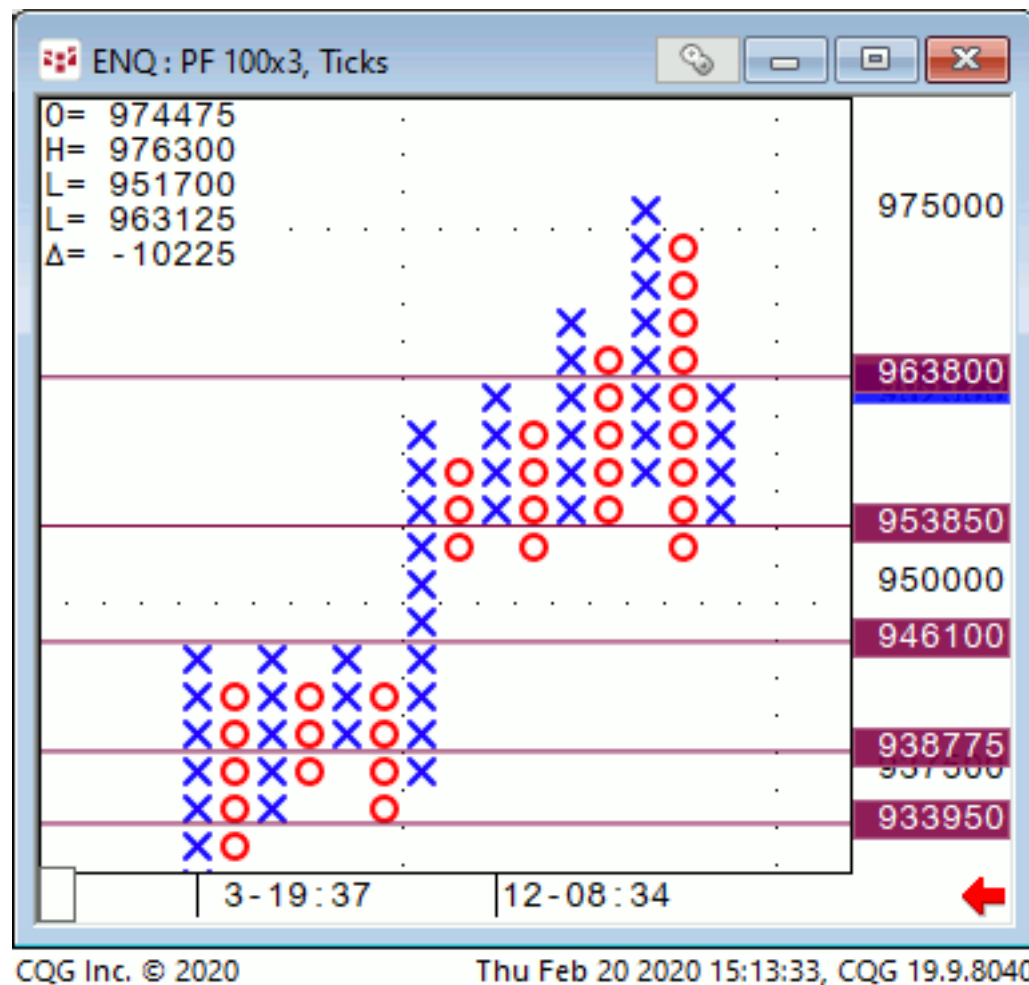 ENQ : PF 100x3, Ticks
O= 974475
H= 976300
L= 951700
L= 963125
Δ= -10225
975000
963800
953850
950000
946100
938775
937500
933950
3-19:37
12-08:34
CQG Inc. © 2020
Thu Feb 20 2020 15:13:33, CQG 19.9.8040